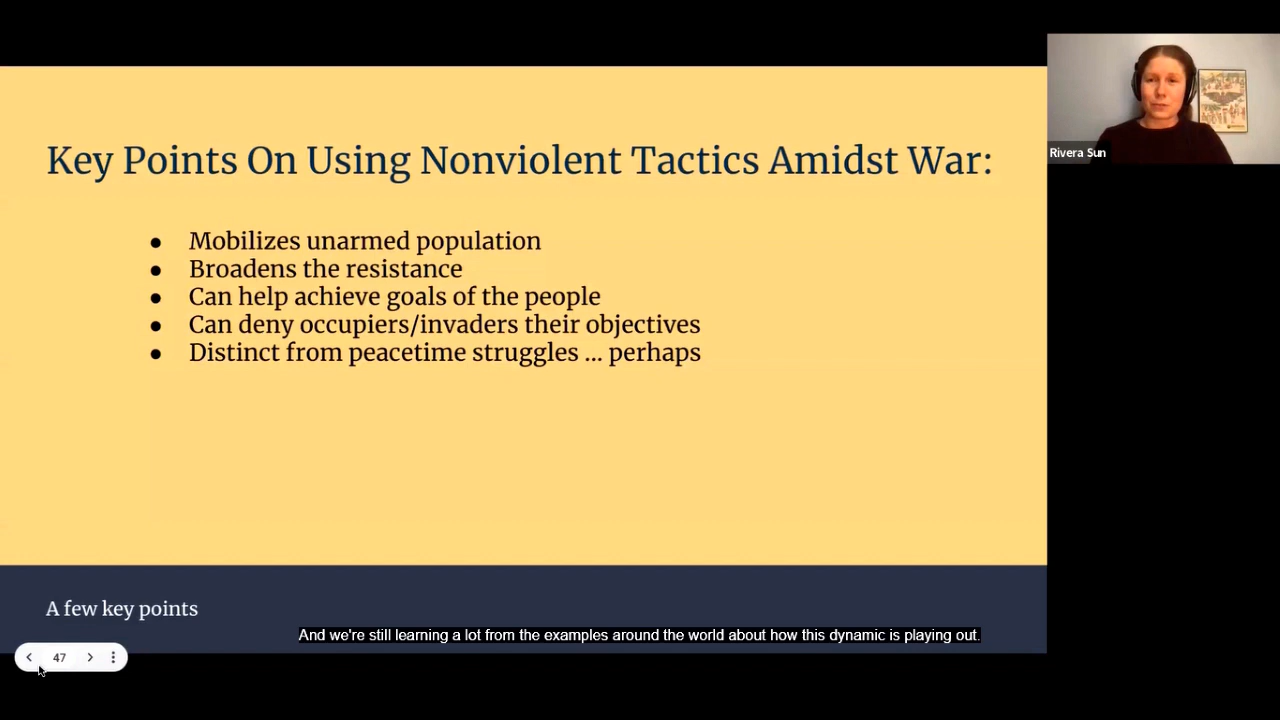 Key Points On Using Nonviolent Tactics Amidst War:
● Mobilizes unarmed population
● Broadens the resistance
● Can help achieve goals of the people
● Can deny occupiers/invaders their objectives
● Distinct from peacetime struggles ... perhaps
Rivera Sun
A few key points
And we're still learning a lot from the examples around the world about how this dynamic is playing out.
47